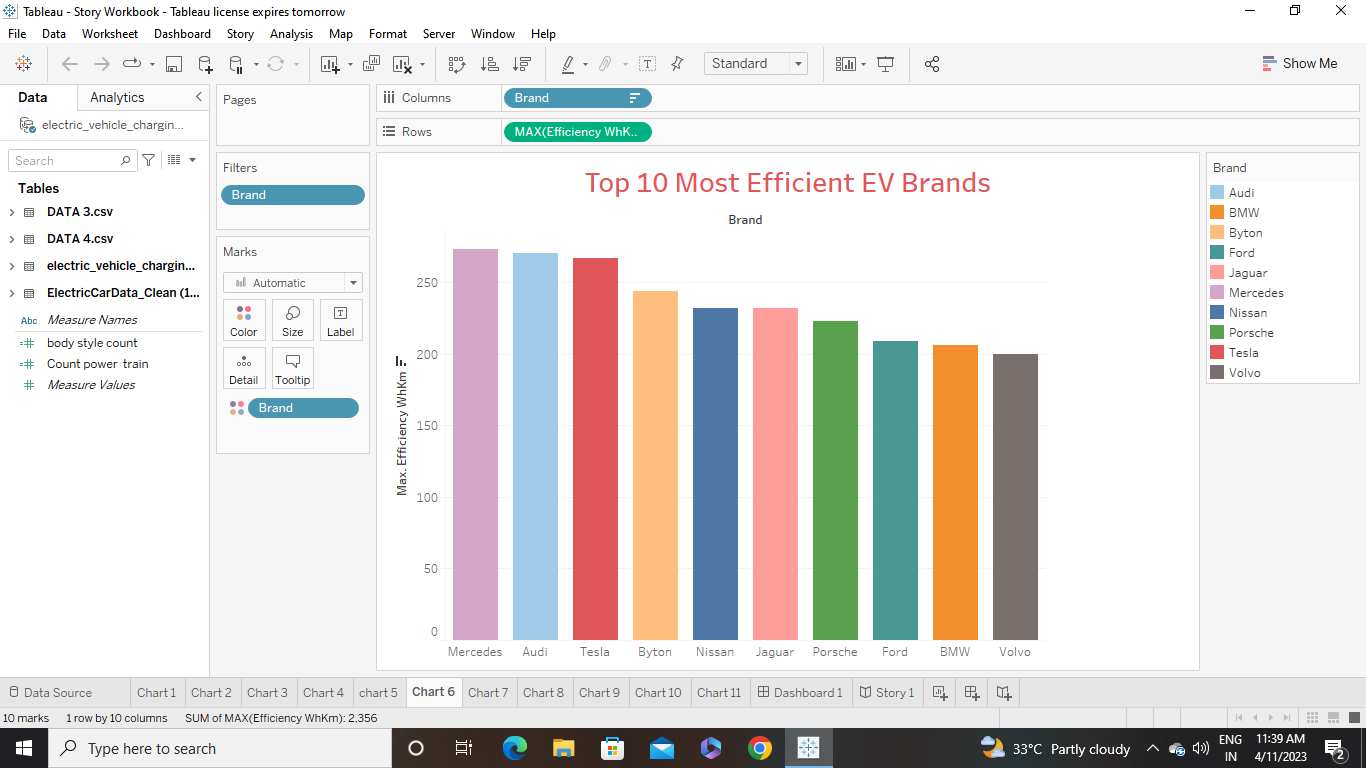 Tableau - Story Workbook - Tableau license expires tomorrow
File Data Worksheet Dashboard Story Analysis Map Format Server Window Help
Standard
Show Me
Data Analytics
electric_vehicle_chargin...
Search
Tables
DATA 3.csv
DATA 4.csv
electric_vehicle_chargin...
ElectricCarData_Clean (1...
Abc Measure Names
body style count
Count power train
Measure Values
Pages
Filters
Brand
Marks
Automatic
Color Size Label
Detail Tooltip
Brand
Columns Brand
Rows MAX(Efficiency WhK..
Top 10 Most Efficient EV Brands
Brand
Max. Efficiency WhKm
250
200
150
100
50
0
Mercedes Audi Tesla Byton Nissan Jaguar Porsche Ford BMW Volvo
Brand
Audi
BMW
Byton
Ford
Jaguar
Mercedes
Nissan
Porsche
Tesla
Volvo
Data Source Chart 1 Chart 2 Chart 3 Chart 4 chart 5 Chart 6 Chart 7 Chart 8 Chart 9 Chart 10 Chart 11 Dashboard 1 Story 1
10 marks 1 row by 10 columns SUM of MAX(Efficiency WhKm): 2,356
Type here to search
33°C Partly cloudy
ENG
IN
11:39 AM
4/11/2023
2